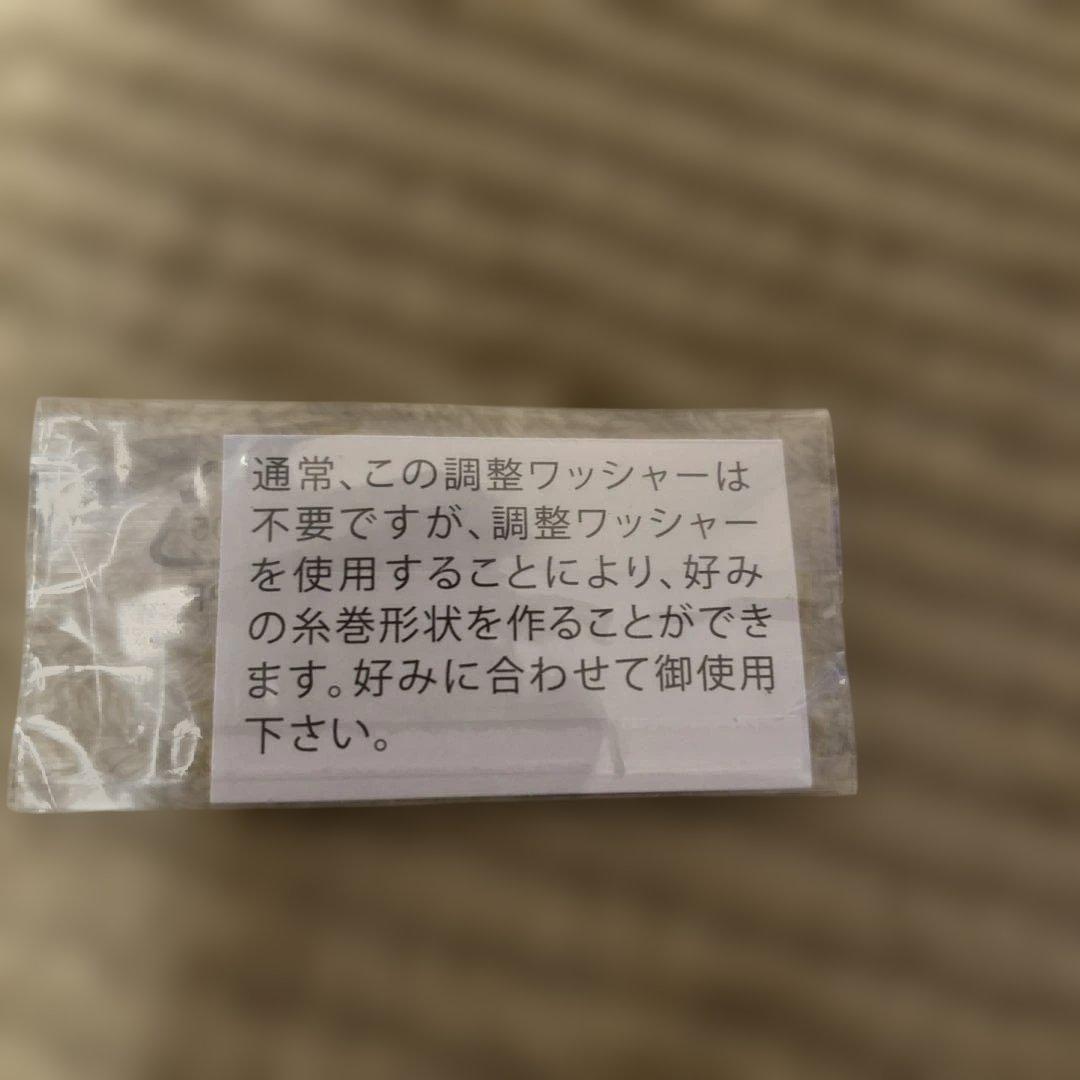 通常、この調整ワッシャーは
不要ですが、調整ワッシャー
を使用することにより、好み
の糸巻形状を作ることができ
ます。好みに合わせて御使用
下さい。